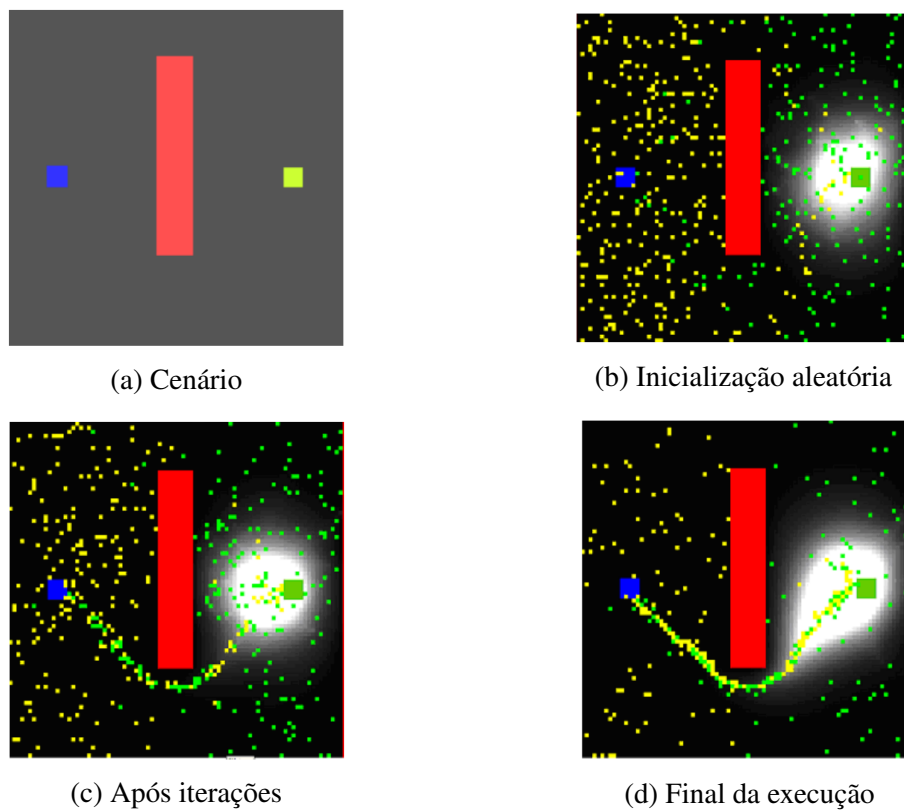 (a) Cenário
(b) Inicialização aleatória
(c) Após iterações
(d) Final da execução